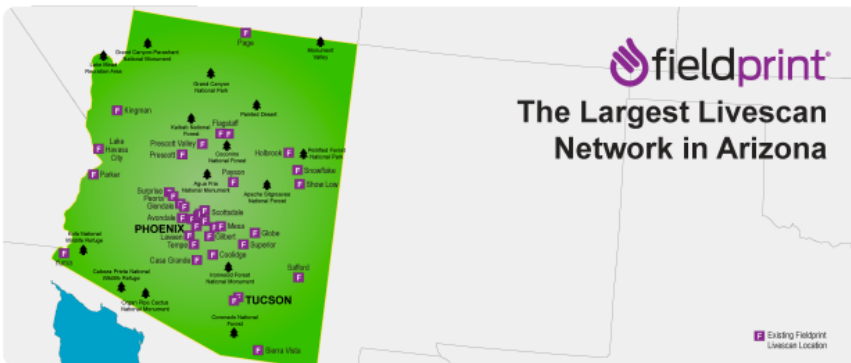 fieldprint
The Largest Livescan
Network in Arizona
Page
Monument
Valley
Grand Canyon-Parashant
National Monument
Lake Mead
Recreation Area
Grand Canyon
National Park
Kingman
Painted Desert
Kaibab National
Forest
Flagstaff
Lake
Havasu
City
Prescott Valley
Prescott
Coconino
National Forest
Holbrook
Petrified Forest
National Park
Parker
Payson
Snowflake
Show Low
Agua Fria
National Monument
Apache Sitgreaves
National Forest
Surprise
Peoria
Glendale
Avondale
Scottsdale
PHOENIX
Mesa
Laveen
Gilbert
Globe
Tempe
Superior
Kofa National
Wildlife Refuge
Yuma
Casa Grande
Coolidge
Cabeza Prieta National
Wildlife Refuge
Ironwood Forest
National Monument
Safford
Organ Pipe Cactus
National Monument
TUCSON
Coronado National
Forest
Sierra Vista
F Existing Fieldprint
Livescan Location